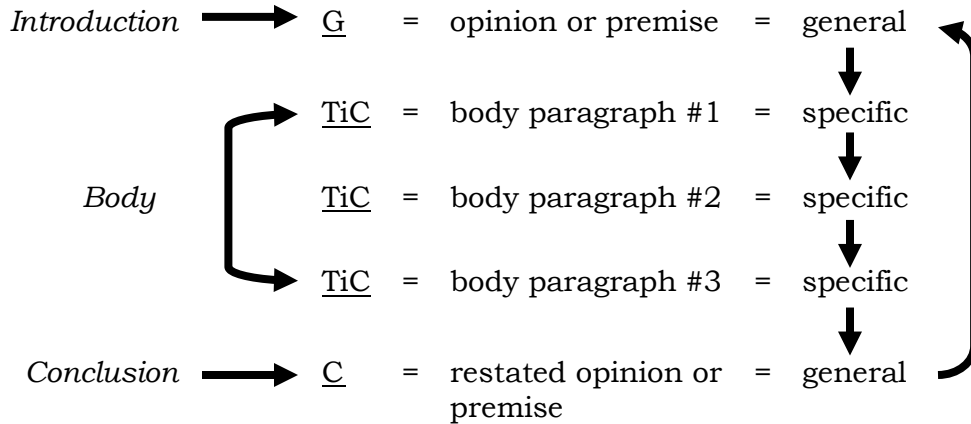 Introduction G = opinion or premise = general
TiC = body paragraph #1 = specific
Body TiC = body paragraph #2 = specific
TiC = body paragraph #3 = specific
Conclusion C = restated opinion or = general
premise